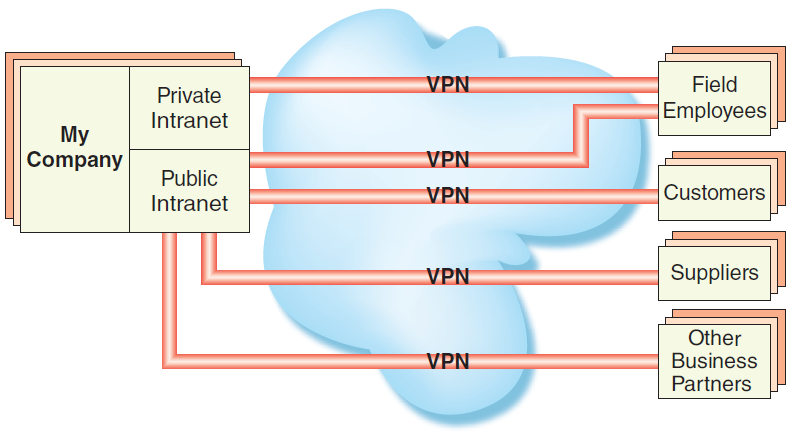 My
Company
Private
Intranet
Public
Intranet
VPN
VPN
VPN
VPN
VPN
Field
Employees
Customers
Suppliers
Other
Business
Partners